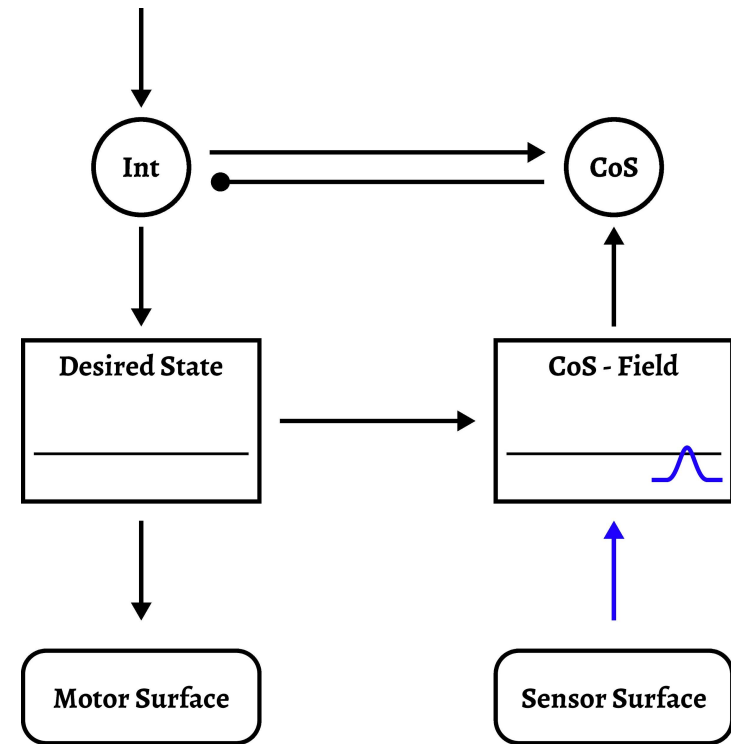 Int
CoS
Desired State
CoS - Field
Motor Surface
Sensor Surface